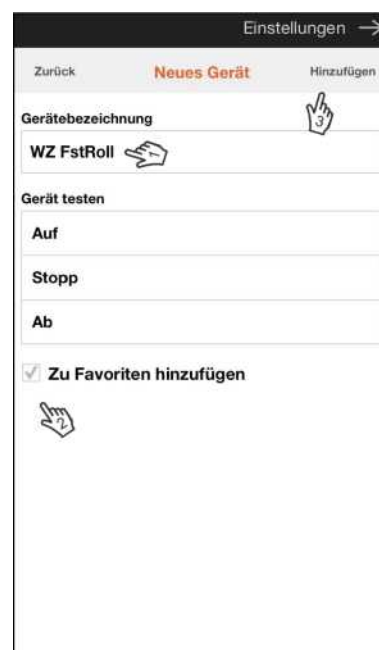 Einstellungen →
Zurück Neues Gerät Hinzufügen
3
Gerätebezeichnung
WZ FstRoll 1
Gerät testen
Auf
Stopp
Ab
Zu Favoriten hinzufügen
2